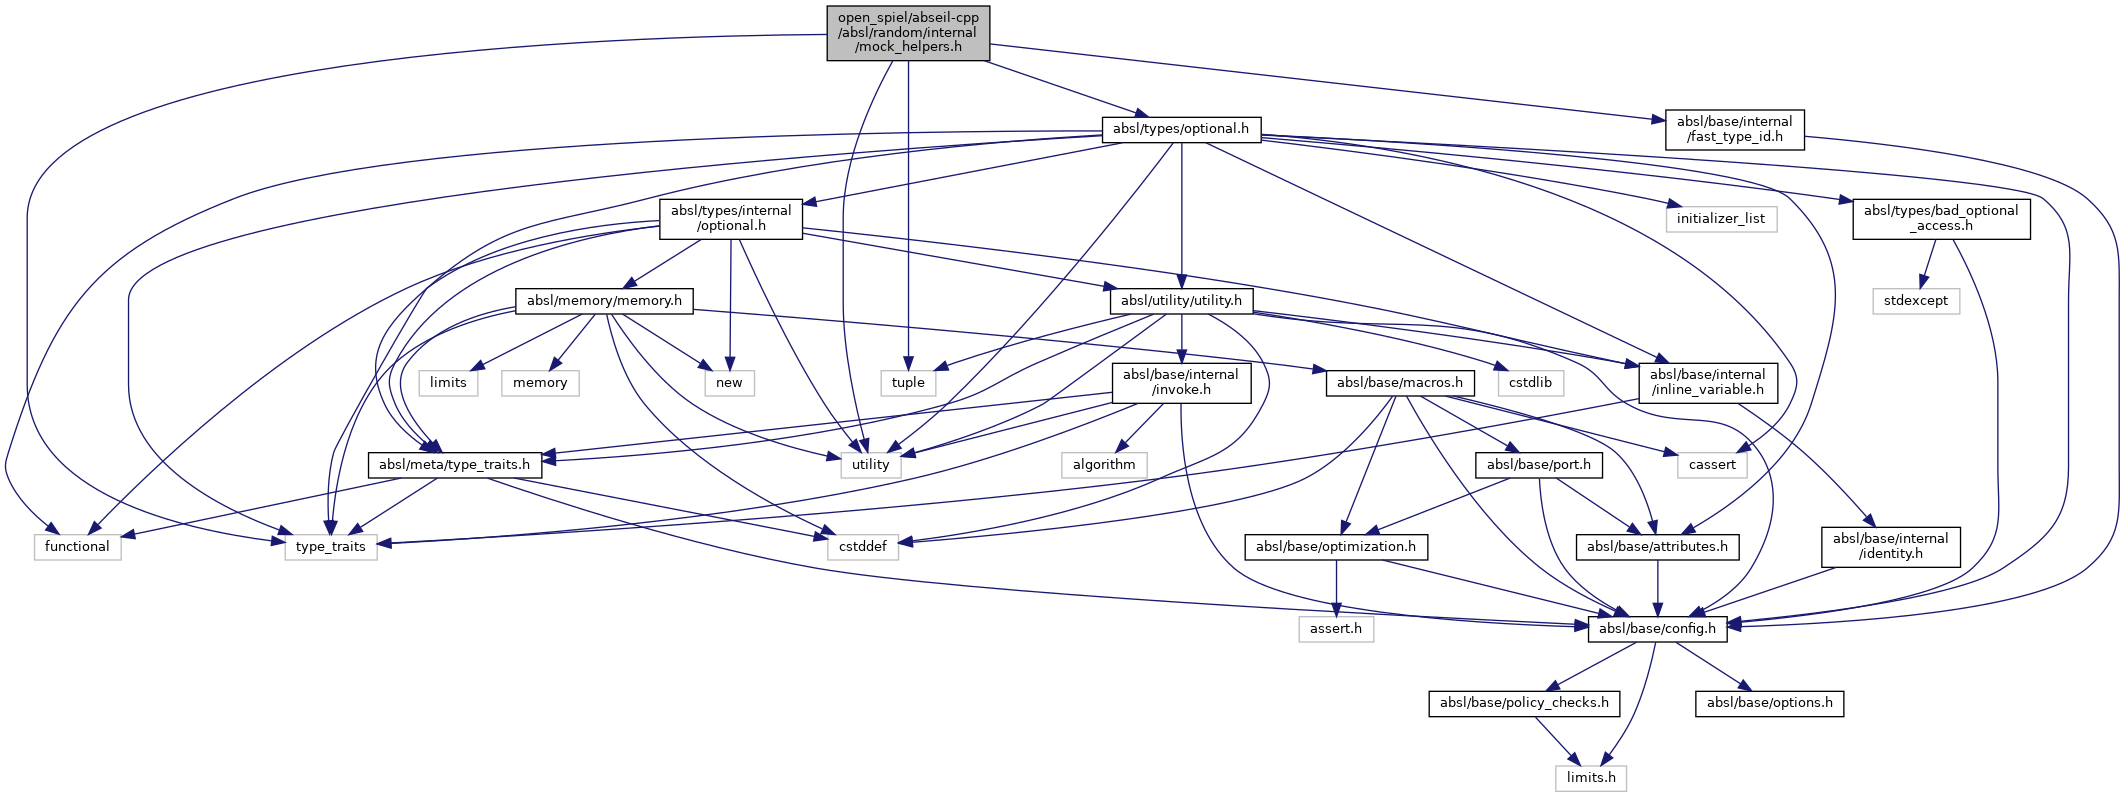 open_spiel/abseil-cpp
/absl/random/internal
/mock_helpers.h
absl/types/optional.h
absl/base/internal
/fast_type_id.h
absl/types/internal
/optional.h
initializer_list
absl/types/bad_optional
_access.h
absl/memory/memory.h
absl/utility/utility.h
stdexcept
limits
memory
new
tuple
absl/base/internal
/invoke.h
absl/base/macros.h
cstdlib
absl/base/internal
/inline_variable.h
absl/meta/type_traits.h
utility
algorithm
absl/base/port.h
cassert
functional
type_traits
cstddef
absl/base/optimization.h
absl/base/attributes.h
absl/base/internal
/identity.h
assert.h
absl/base/config.h
absl/base/policy_checks.h
absl/base/options.h
limits.h